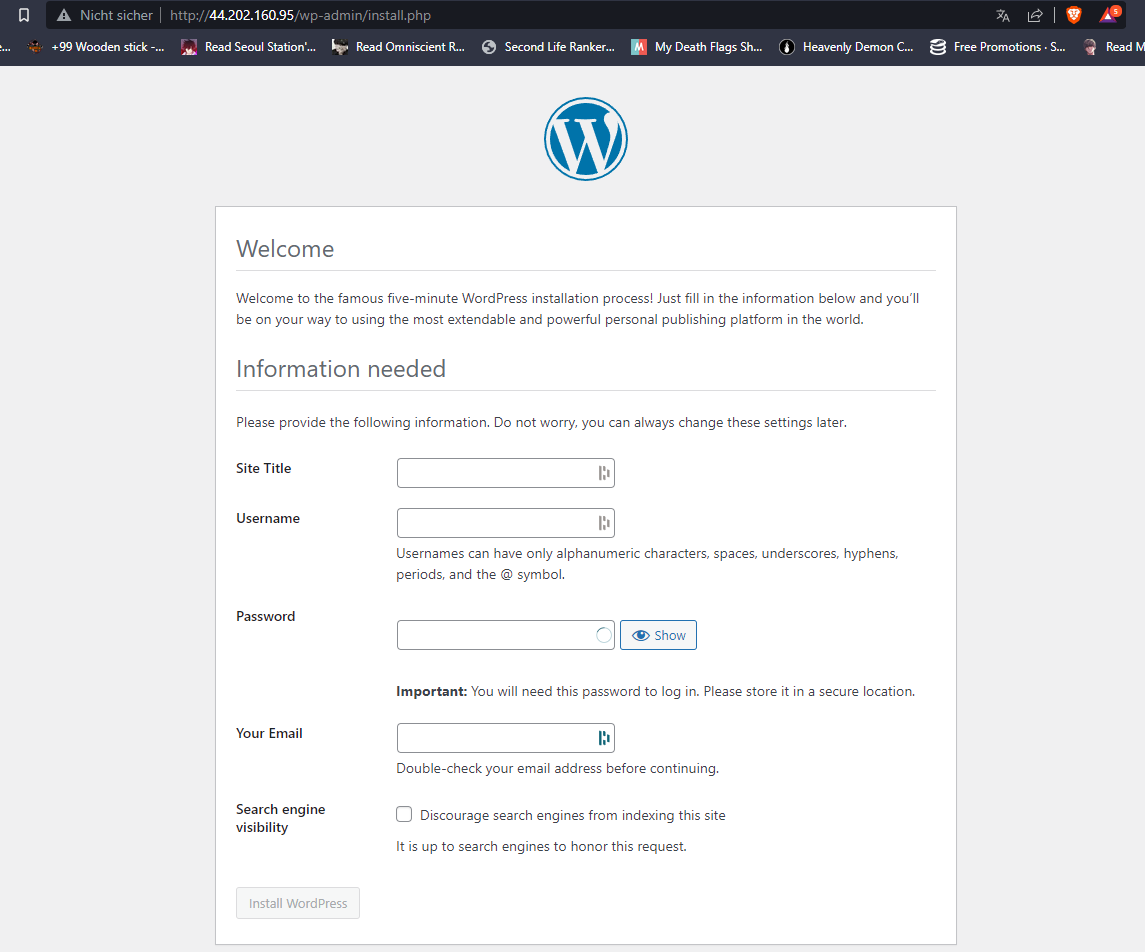 Nicht sicher http://44.202.160.95/wp-admin/install.php 5
e... +99 Wooden stick -... Read Seoul Station'... Read Omniscient R... Second Life Ranker... M My Death Flags Sh... Heavenly Demon C... Free Promotions · S... Read M
Welcome
Welcome to the famous five-minute WordPress installation process! Just fill in the information below and you’ll
be on your way to using the most extendable and powerful personal publishing platform in the world.
Information needed
Please provide the following information. Do not worry, you can always change these settings later.
Site Title
Username
Usernames can have only alphanumeric characters, spaces, underscores, hyphens,
periods, and the @ symbol.
Password
Show
Important: You will need this password to log in. Please store it in a secure location.
Your Email
Double-check your email address before continuing.
Search engine
visibility
Discourage search engines from indexing this site
It is up to search engines to honor this request.
Install WordPress